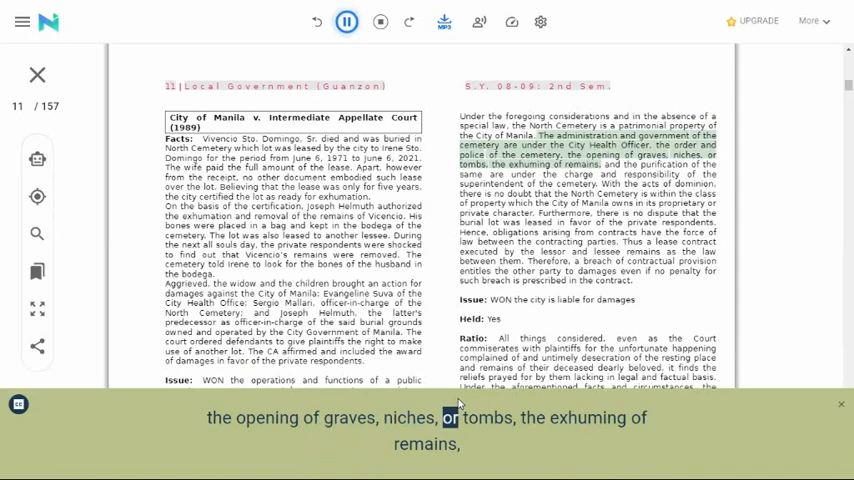 MP3
UPGRADE
More
11 / 157
11|Local Government (Guanzon)
S.Y. 08-09: 2nd Sem.
City of Manila v. Intermediate Appellate Court
(1989)
Facts: Vivencio Sto. Domingo, Sr. died and was buried in
North Cemetery which lot was leased by the city to Irene Sto.
Domingo for the period from June 6, 1971 to June 6, 2021.
The wife paid the full amount of the lease. Apart, however
from the receipt, no other document embodied such lease
over the lot. Believing that the lease was only for five years,
the city certified the lot as ready for exhumation.
On the basis of the certification, Joseph Helmuth authorized
the exhumation and removal of the remains of Vicencio. His
bones were placed in a bag and kept in the bodega of the
cemetery. The lot was also leased to another lessee. During
the next all souls day, the private respondents were shocked
to find out that Vicencio's remains were removed. The
cemetery told Irene to look for the bones of the husband in
the bodega.
Aggrieved, the widow and the children brought an action for
damages against the City of Manila; Evangeline Suva of the
City Health Office; Sergio Mallari, officer-in-charge of the
North Cemetery; and Joseph Helmuth, the latter's
predecessor as officer-in-charge of the said burial grounds
owned and operated by the City Government of Manila. The
court ordered defendants to give plaintiffs the right to make
use of another lot. The CA affirmed and included the award
of damages in favor of the private respondents.
Issue: WON the operations and functions of a public
Under the foregoing considerations and in the absence of a
special law, the North Cemetery is a patrimonial property of
the City of Manila. The administration and government of the
cemetery are under the City Health Officer, the order and
police of the cemetery, the opening of graves, niches, or
tombs, the exhuming of remains, and the purification of the
same are under the charge and responsibility of the
superintendent of the cemetery. With the acts of dominion,
there is no doubt that the North Cemetery is within the class
of property which the City of Manila owns in its proprietary or
private character. Furthermore, there is no dispute that the
burial lot was leased in favor of the private respondents.
Hence, obligations arising from contracts have the force of
law between the contracting parties. Thus a lease contract
executed by the lessor and lessee remains as the law
between them. Therefore, a breach of contractual provision
entitles the other party to damages even if no penalty for
such breach is prescribed in the contract.
Issue: WON the city is liable for damages
Held: Yes
Ratio: All things considered, even as the Court
commiserates with plaintiffs for the unfortunate happening
complained of and untimely desecration of the resting place
and remains of their deceased dearly beloved, it finds the
reliefs prayed for by them lacking in legal and factual basis.
Under the aforementioned facts and circumstances, the
the opening of graves, niches, or tombs, the exhuming of
remains,